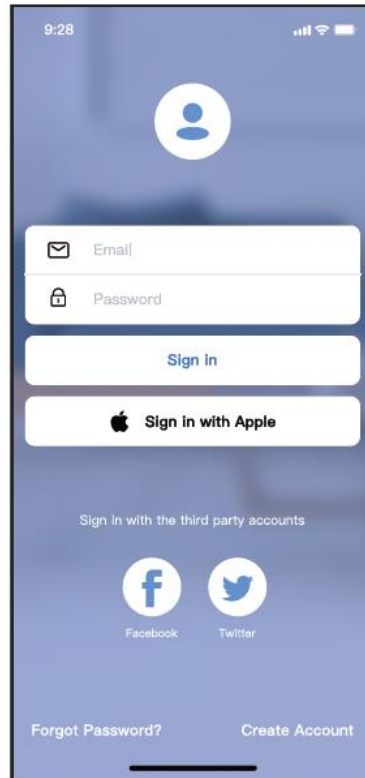 9:28
Email
Password
Sign in
Sign in with Apple
Sign in with the third party accounts
Facebook Twitter
Forgot Password? Create Account